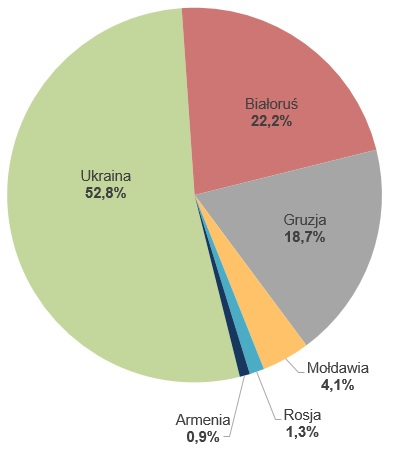 Białoruś
22,2%
Ukraina
52,8%
Gruzja
18,7%
Mołdawia
4,1%
Rosja
1,3%
Armenia
0,9%